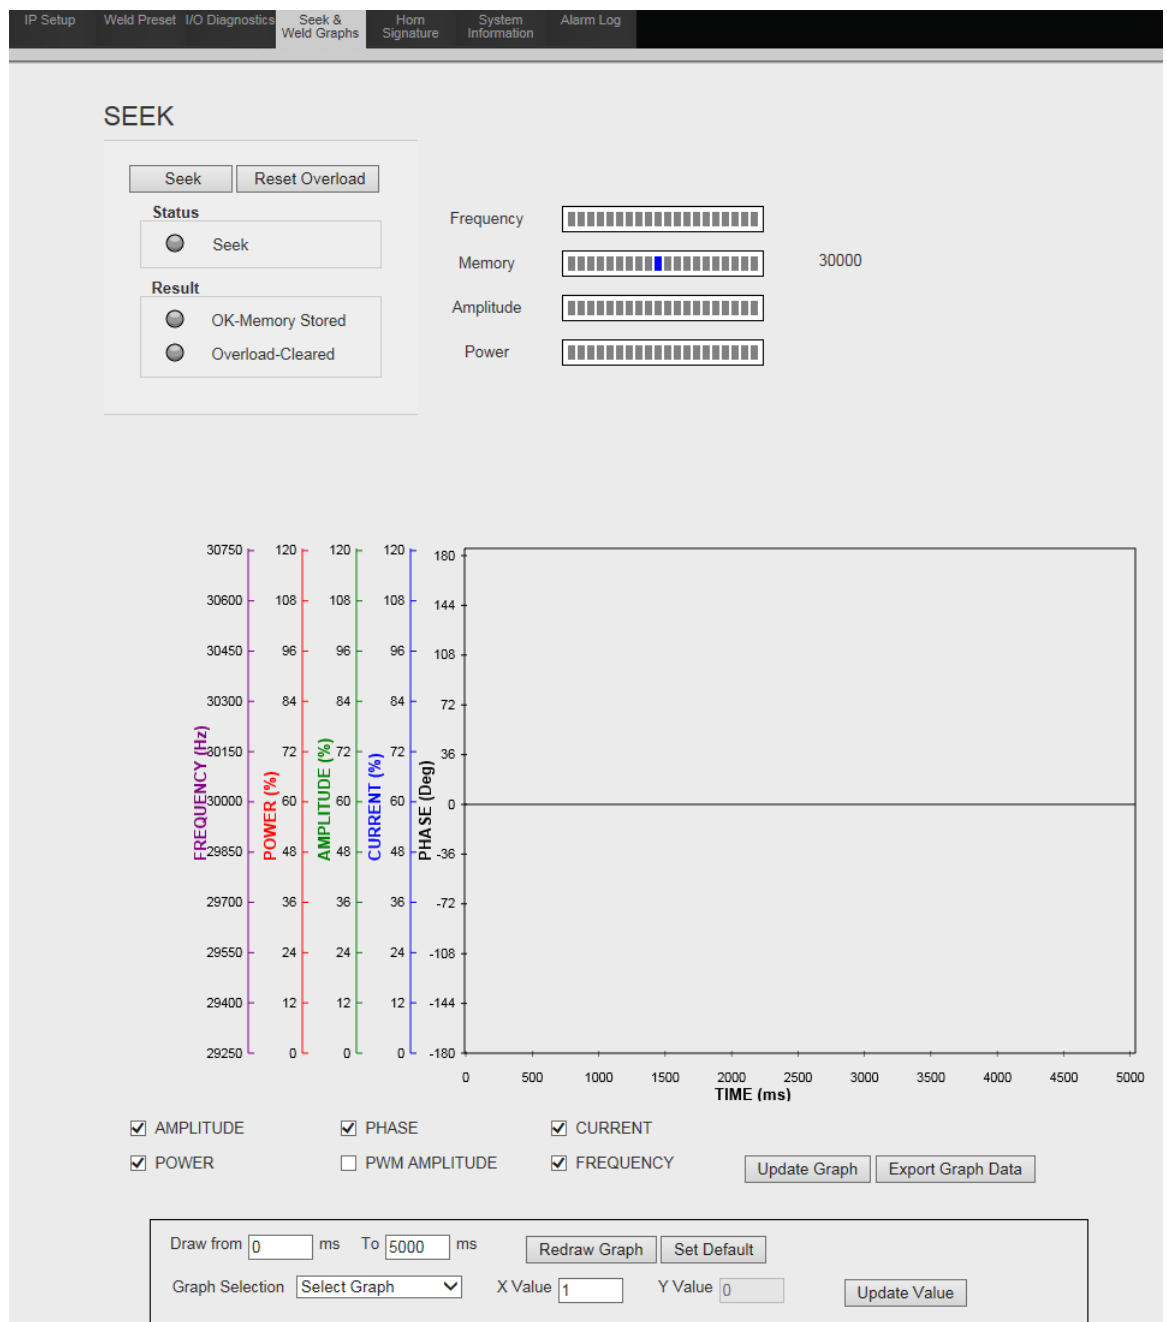 IP Setup
Weld Preset
I/O Diagnostics
Seek &
Weld Graphs
Horn
Signature
System
Information
Alarm Log
SEEK
Seek
Reset Overload
Status
Seek
Result
OK-Memory Stored
Overload-Cleared
Frequency
Memory
30000
Amplitude
Power
FREQUENCY (Hz)
30750
30600
30450
30300
30150
30000
29850
29700
29550
29400
29250
POWER (%)
120
108
96
84
72
60
48
36
24
12
0
AMPLITUDE (%)
120
108
96
84
72
60
48
36
24
12
0
CURRENT (%)
120
108
96
84
72
60
48
36
24
12
0
PHASE (Deg)
180
144
108
72
36
0
-36
-72
-108
-144
-180
0 500 1000 1500 2000 2500 3000 3500 4000 4500 5000
TIME (ms)
AMPLITUDE PHASE CURRENT
POWER PWM AMPLITUDE FREQUENCY Update Graph Export Graph Data
Draw from 0 ms To 5000 ms Redraw Graph Set Default
Graph Selection Select Graph X Value 1 Y Value 0 Update Value